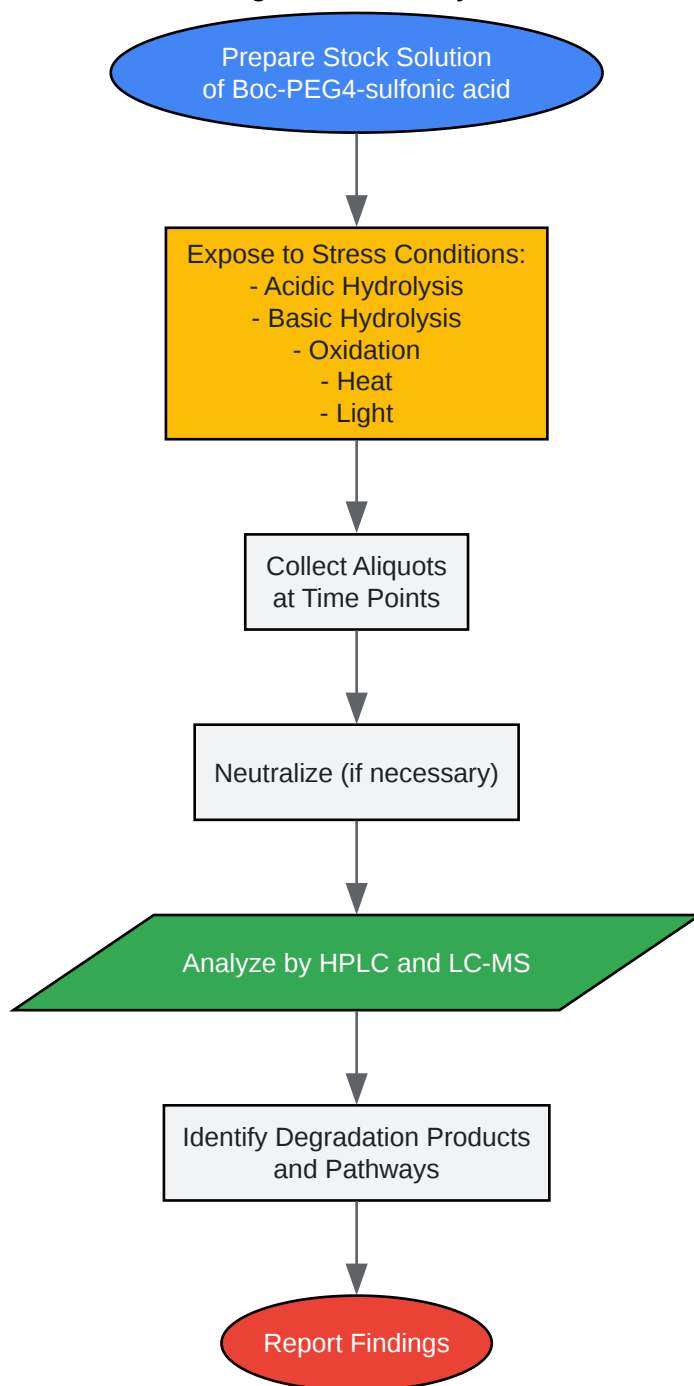 Prepare Stock Solution
of Boc-PEG4-sulfonic acid
Expose to Stress Conditions:
- Acidic Hydrolysis
- Basic Hydrolysis
- Oxidation
- Heat
- Light
Collect Aliquots
at Time Points
Neutralize (if necessary)
Analyze by HPLC and LC-MS
Identify Degradation Products
and Pathways
Report Findings